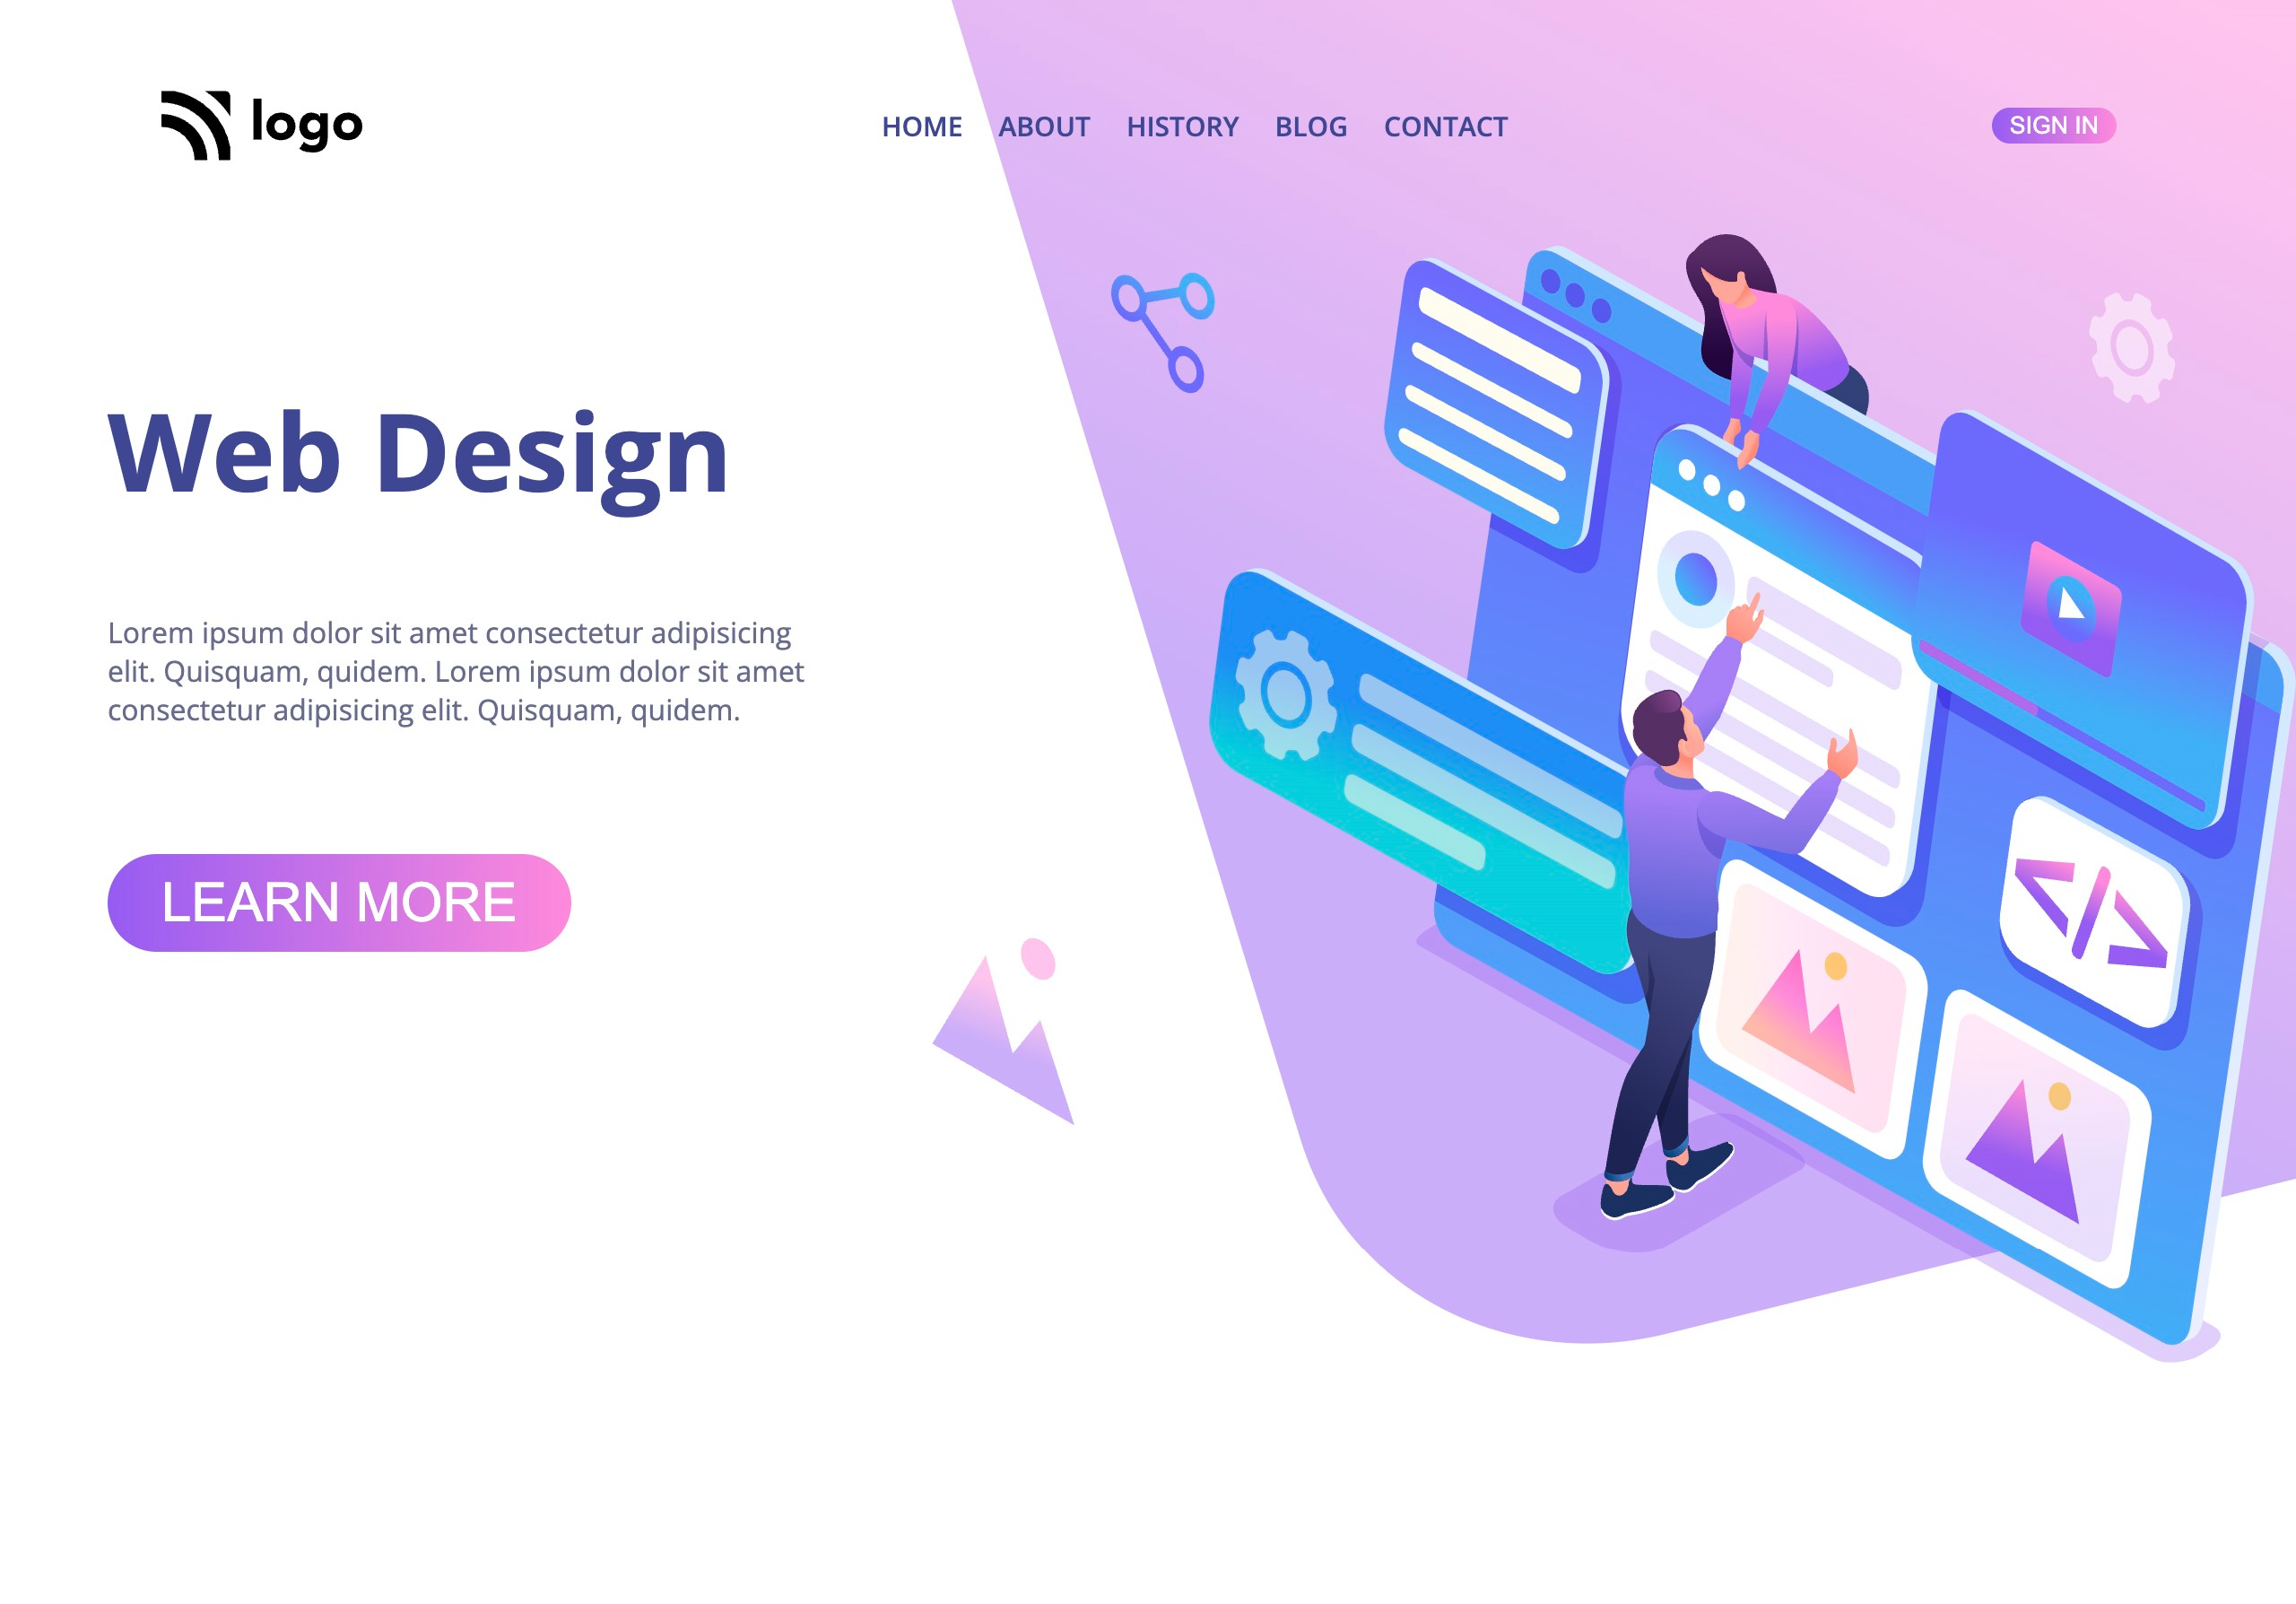 logo
HOME ABOUT HISTORY BLOG CONTACT
SIGN IN
Web Design
Lorem ipsum dolor sit amet consectetur adipisicing
elit. Quisquam, quidem. Lorem ipsum dolor sit amet
consectetur adipisicing elit. Quisquam, quidem.
LEARN MORE
</>